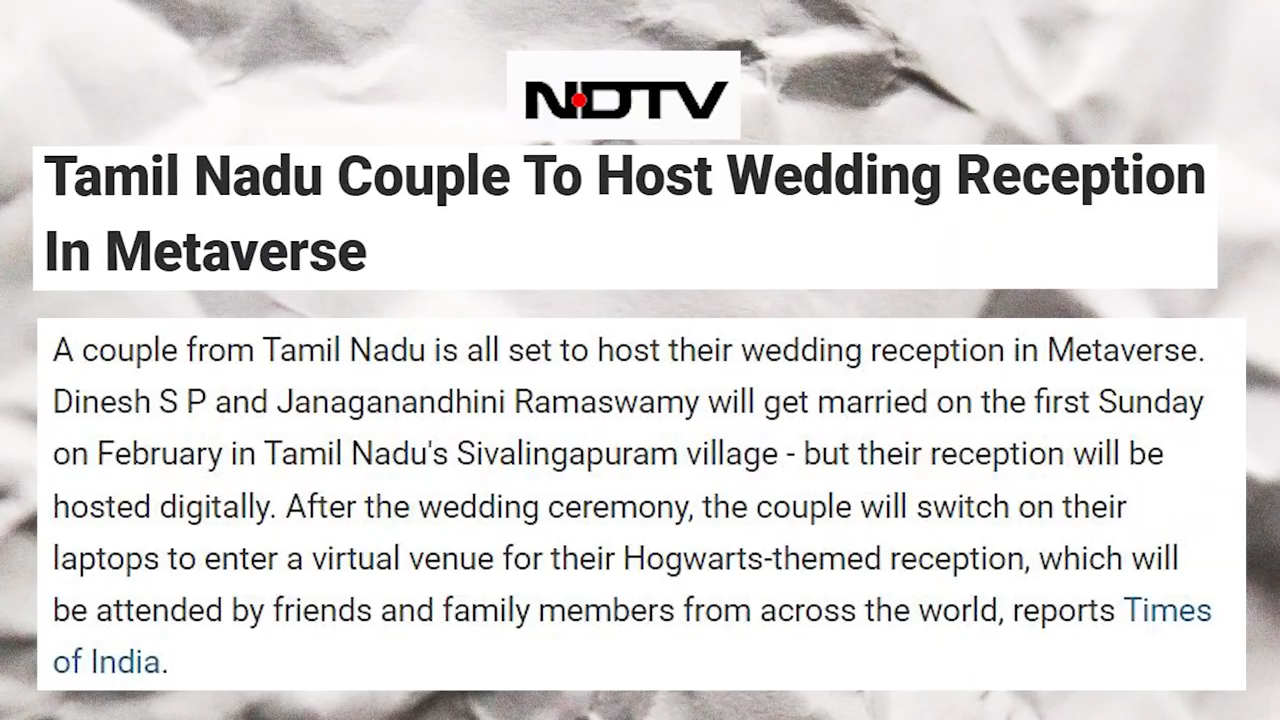 NDTV
Tamil Nadu Couple To Host Wedding Reception
In Metaverse
A couple from Tamil Nadu is all set to host their wedding reception in Metaverse.
Dinesh S P and Janaganandhini Ramaswamy will get married on the first Sunday
on February in Tamil Nadu's Sivalingapuram village - but their reception will be
hosted digitally. After the wedding ceremony, the couple will switch on their
laptops to enter a virtual venue for their Hogwarts-themed reception, which will
be attended by friends and family members from across the world, reports Times
of India.